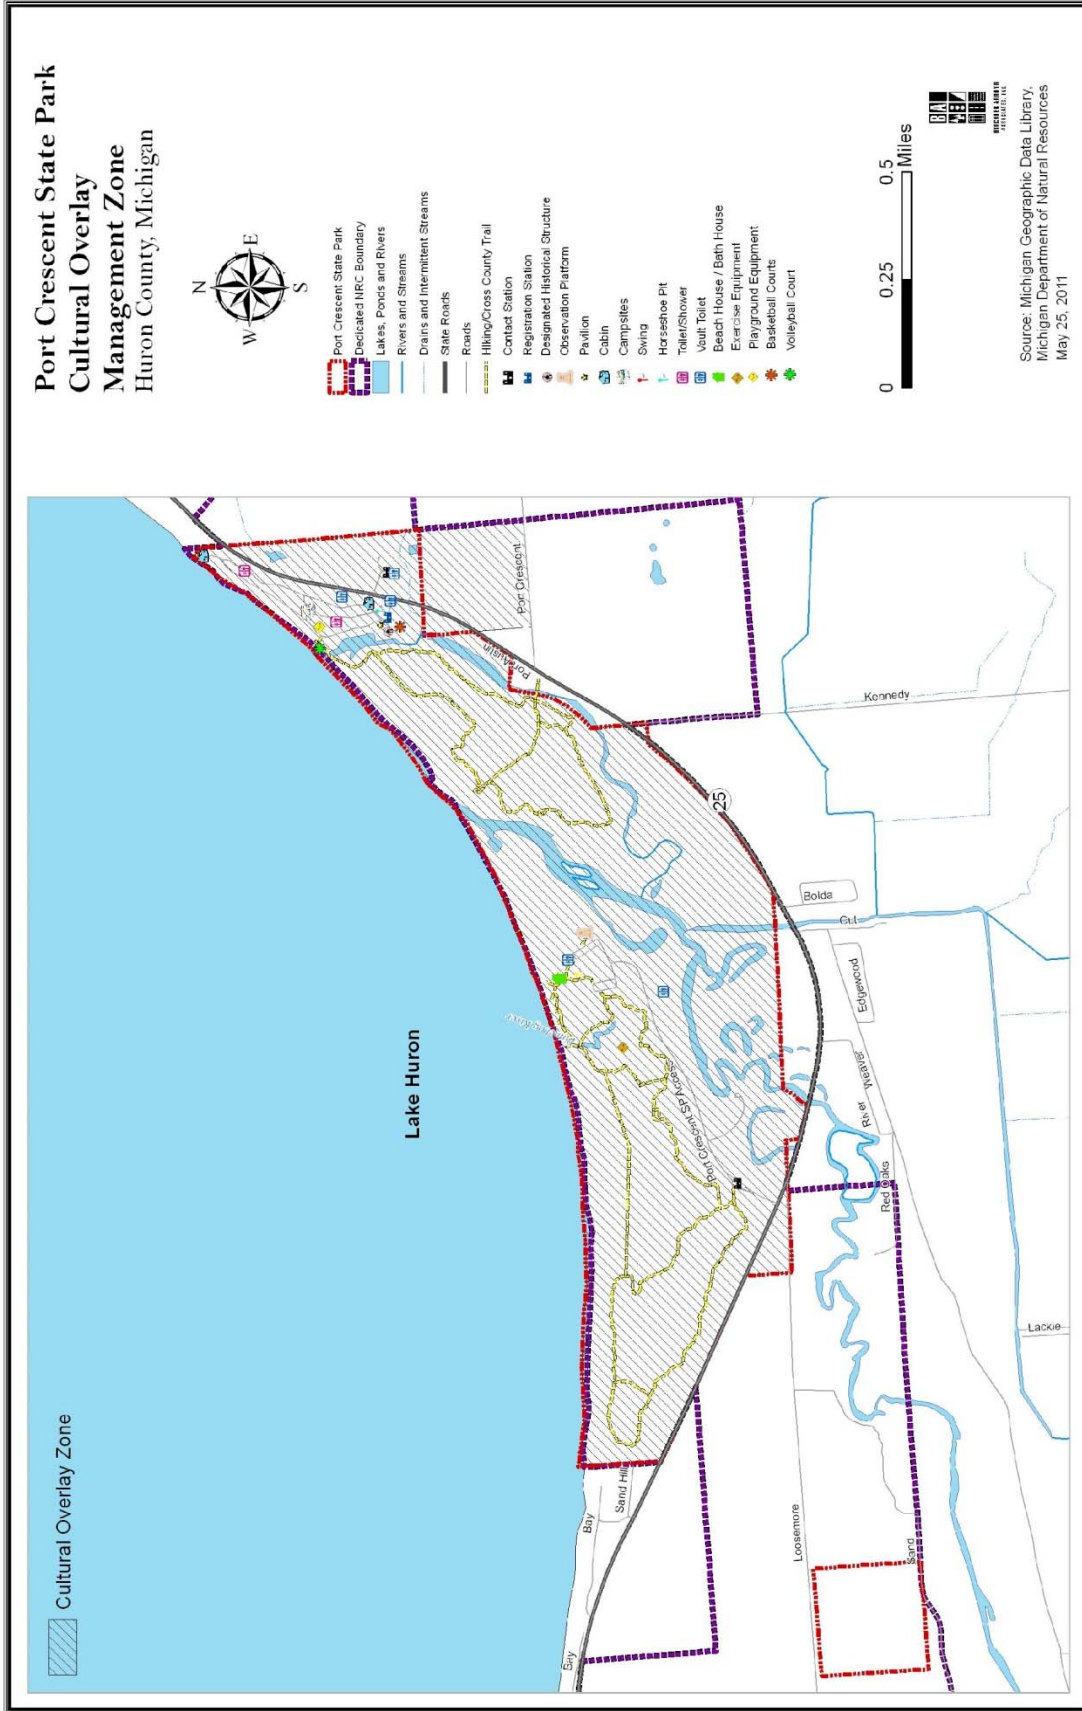 Port Crescent State Park
Cultural Overlay
Management Zone
Huron County, Michigan
N
W
E
S
Port Crescent State Park
Dedicated NRC Boundary
Lakes, Ponds and Rivers
Rivers and Streams
Drains and Intermittent Streams
State Roads
Roads
Hiking/Cross County Trail
Contact Station
Registration Station
Designated Historical Structure
Observation Platform
Pavilion
Cabin
Campsites
Swing
Horseshoe Pit
Toilet/Shower
Vault Toilet
Beach House / Bath House
Exercise Equipment
Playground Equipment
Basketball Courts
Volleyball Court
0
0.25
0.5
Miles
Source: Michigan Geographic Data Library,
Michigan Department of Natural Resources
May 25, 2011
Cultural Overlay Zone
Lake Huron
Port Crescent
Port Austin
Kennedy
25
Bolda
Cut
Edgewood
Weaver
River
Red Oaks
Port Crescent SP Access
Lackie
Sand Hill
Bay
Bay
Loosemore
Sand